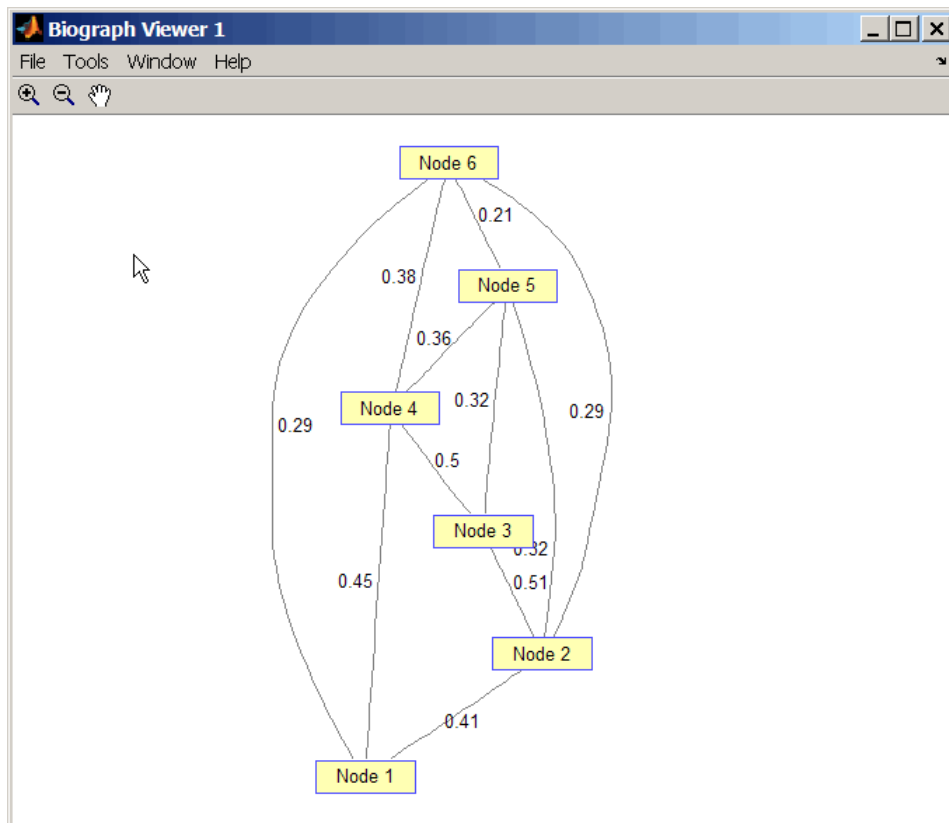 Biograph Viewer 1
File Tools Window Help
Node 6
0.21
0.38
Node 5
0.36
0.32
Node 4
0.29
0.29
0.5
Node 3
0.32
0.45
0.51
Node 2
0.41
Node 1